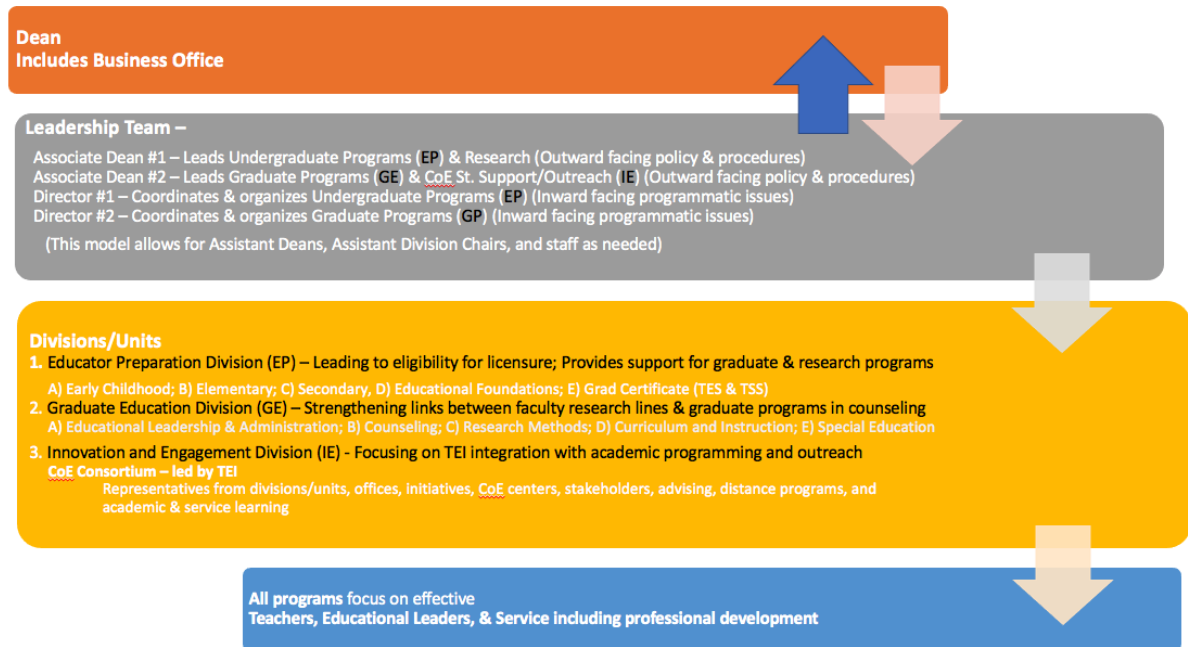 Dean
Includes Business Office
Leadership Team –
Associate Dean #1 – Leads Undergraduate Programs (EP) & Research (Outward facing policy & procedures)
Associate Dean #2 – Leads Graduate Programs (GE) & CoE St. Support/Outreach (IE) (Outward facing policy & procedures)
Director #1 – Coordinates & organizes Undergraduate Programs (EP) (Inward facing programmatic issues)
Director #2 – Coordinates & organizes Graduate Programs (GP) (Inward facing programmatic issues)
(This model allows for Assistant Deans, Assistant Division Chairs, and staff as needed)
Divisions/Units
1. Educator Preparation Division (EP) – Leading to eligibility for licensure; Provides support for graduate & research programs
A) Early Childhood; B) Elementary; C) Secondary, D) Educational Foundations; E) Grad Certificate (TES & TSS)
2. Graduate Education Division (GE) – Strengthening links between faculty research lines & graduate programs in counseling
A) Educational Leadership & Administration; B) Counseling; C) Research Methods; D) Curriculum and Instruction; E) Special Education
3. Innovation and Engagement Division (IE) - Focusing on TEI integration with academic programming and outreach
CoE Consortium – led by TEI
Representatives from divisions/units, offices, initiatives, CoE centers, stakeholders, advising, distance programs, and
academic & service learning
All programs focus on effective
Teachers, Educational Leaders, & Service including professional development